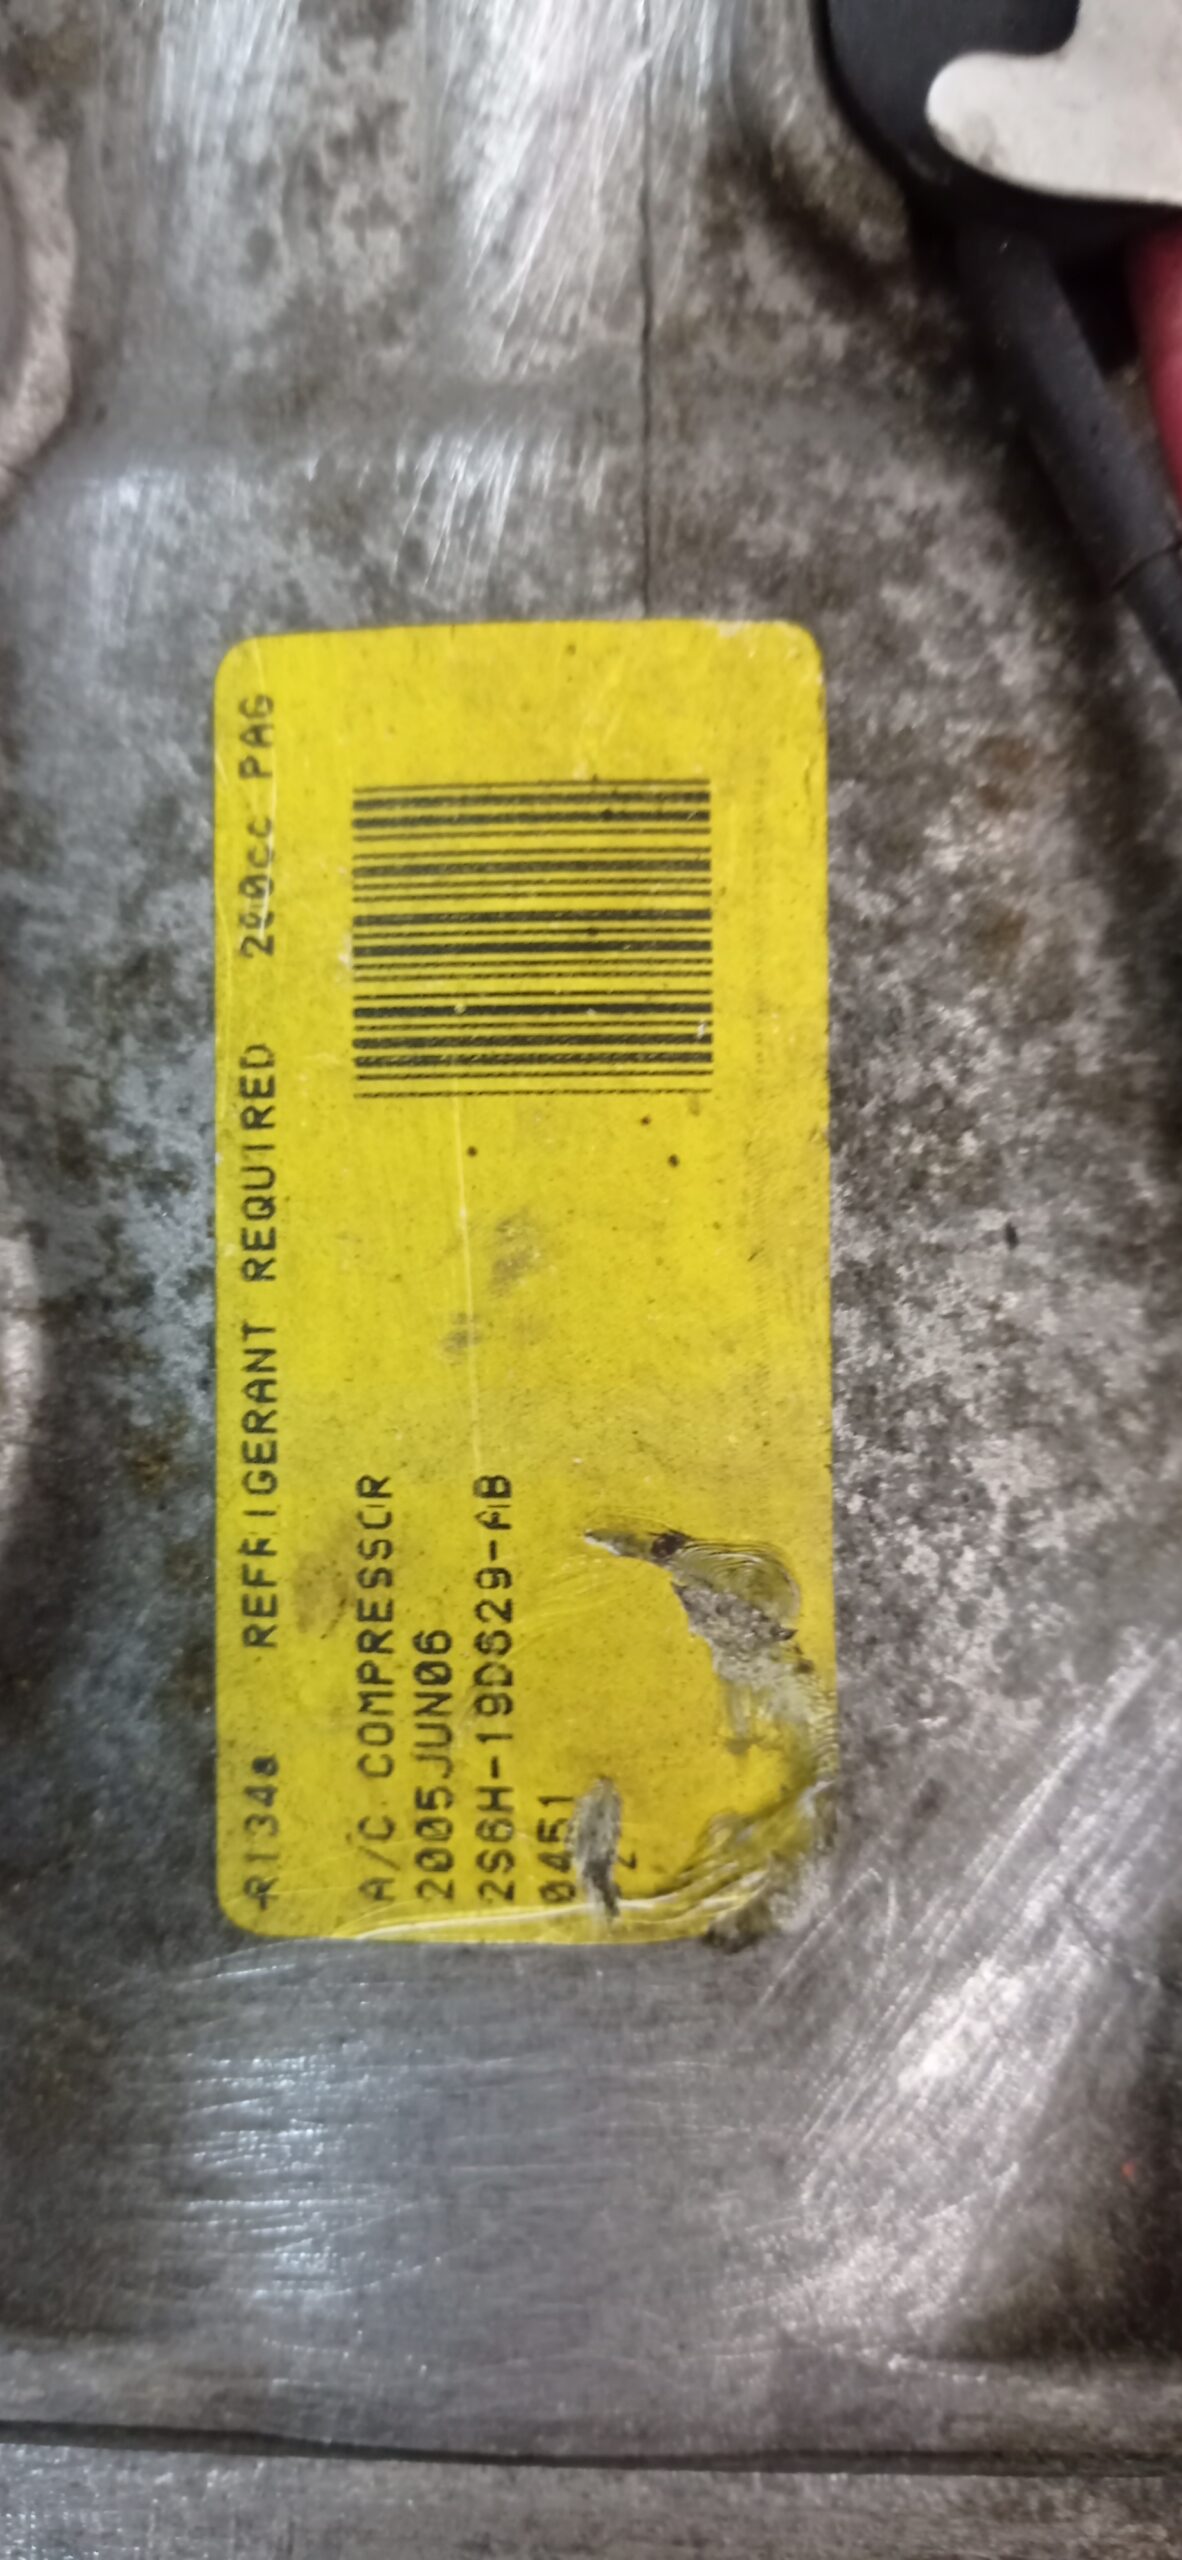 R134a REFRIGERANT REQUIRED 200cc PAG
A/C COMPRESSOR
2005JUN06
2S6H-19D629-AB
0451